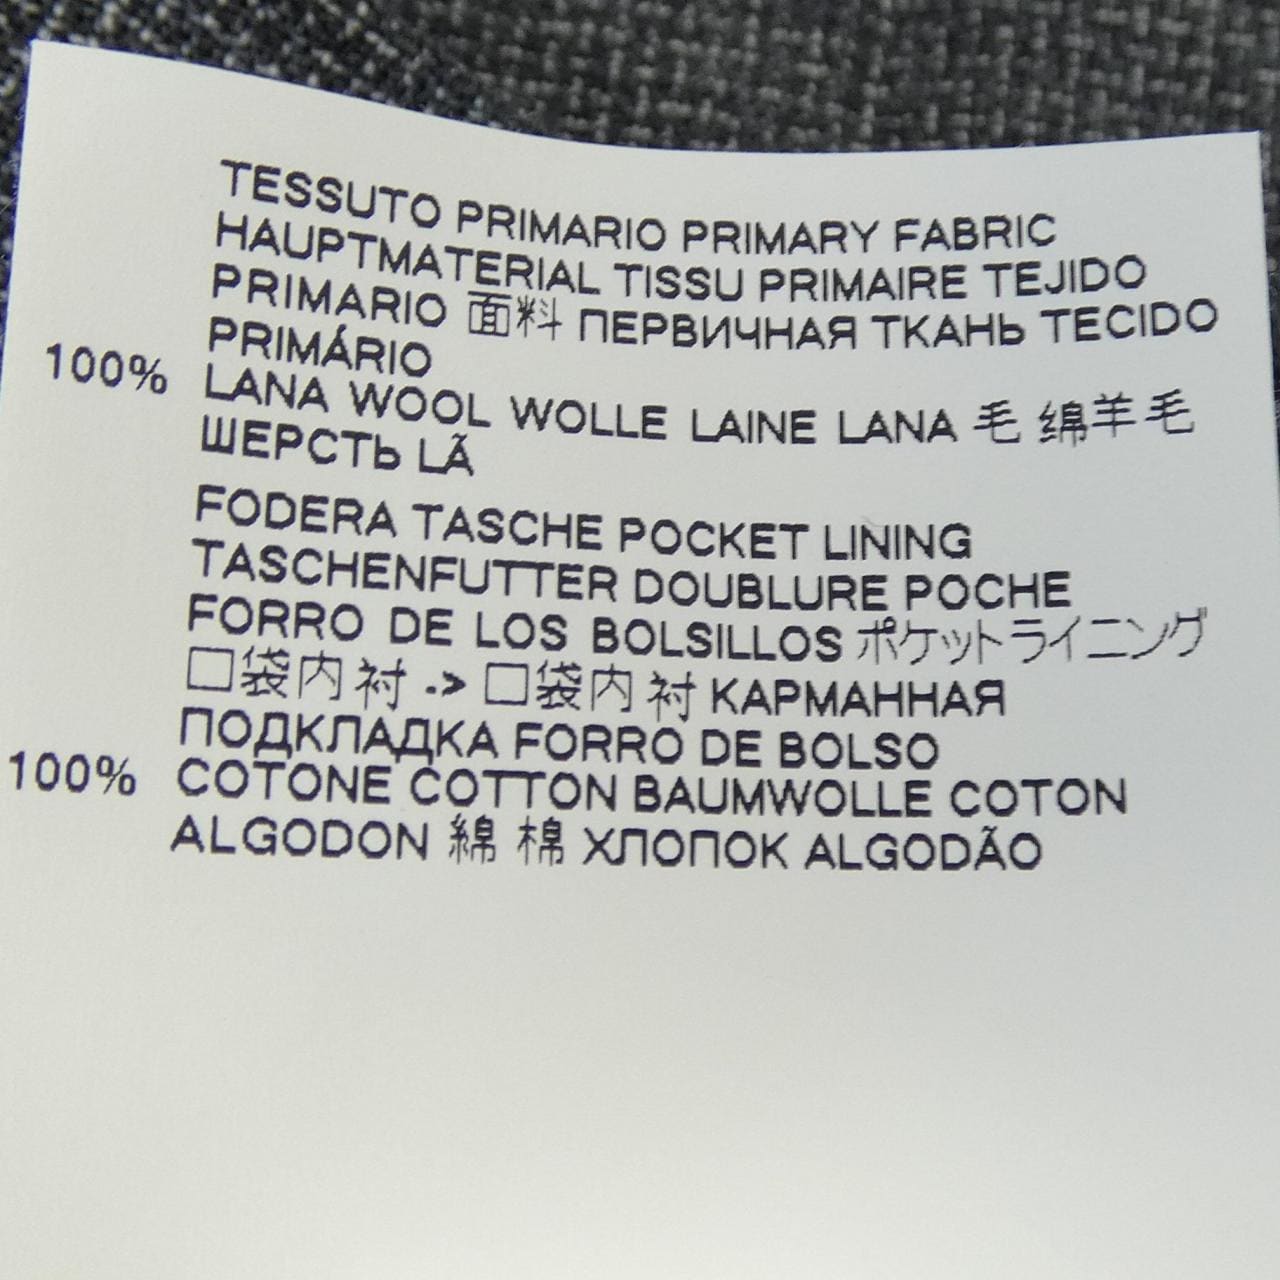 TESSUTO PRIMARIO PRIMARY FABRIC
HAUPTMATERIAL TISSU PRIMAIRE TEJIDO
PRIMARIO 面料 ПЕРВИЧНАЯ ТКАНЬ TECIDO
PRIMÁRIO
100% LANA WOOL WOLLE LAINE LANA 毛 绵羊毛
ШЕРСТЬ LÃ
FODERA TASCHE POCKET LINING
TASCHENFUTTER DOUBLURE POCHE
FORRO DE LOS BOLSILLOS ポケットライニング
口袋内衬 -> 口袋内衬 КАРМАННАЯ
ПОДКЛАДКА FORRO DE BOLSO
100% COTONE COTTON BAUMWOLLE COTON
ALGODON 綿 棉 ХЛОПОК ALGODÃO